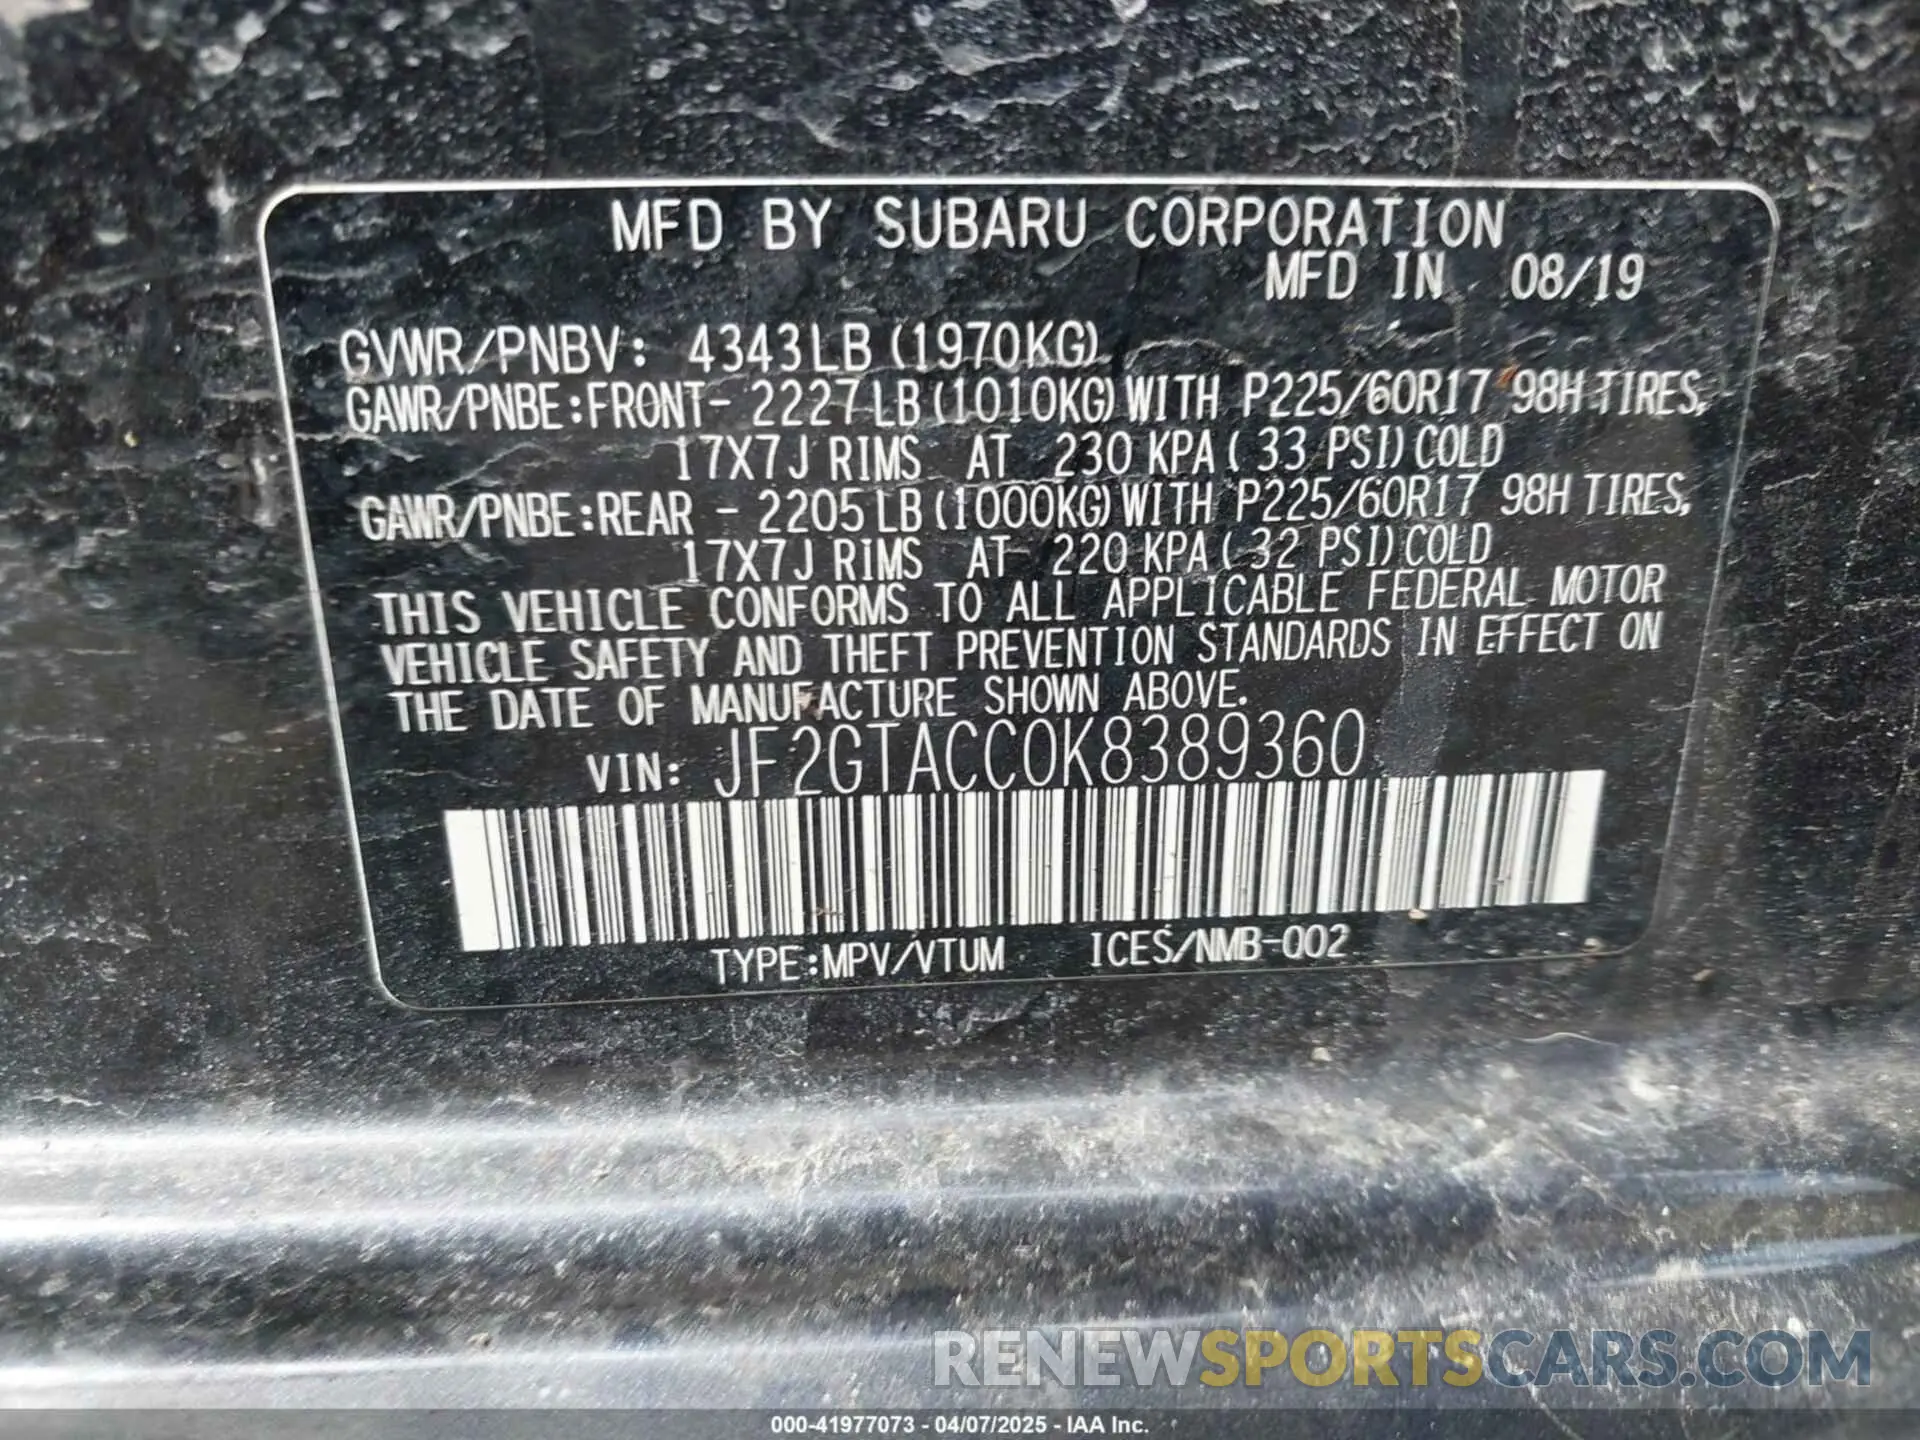 MFD BY SUBARU CORPORATION
MFD IN 08/19
GVWR/PNBV: 4343LB (1970KG)
GAWR/PNBE:FRONT- 2227LB (1010KG) WITH P225/60R17 98H TIRES,
17X7J RIMS AT 230 KPA ( 33 PSI) COLD
GAWR/PNBE:REAR - 2205LB (1000KG) WITH P225/60R17 98H TIRES,
17X7J RIMS AT 220 KPA ( 32 PSI) COLD
THIS VEHICLE CONFORMS TO ALL APPLICABLE FEDERAL MOTOR
VEHICLE SAFETY AND THEFT PREVENTION STANDARDS IN EFFECT ON
THE DATE OF MANUFACTURE SHOWN ABOVE.
VIN: JF2GTACC0K8389360
TYPE:MPV/VTUM ICES/NMB-002
RENEWSPORTSCARS.COM
000-41977073 - 04/07/2025 - IAA Inc.